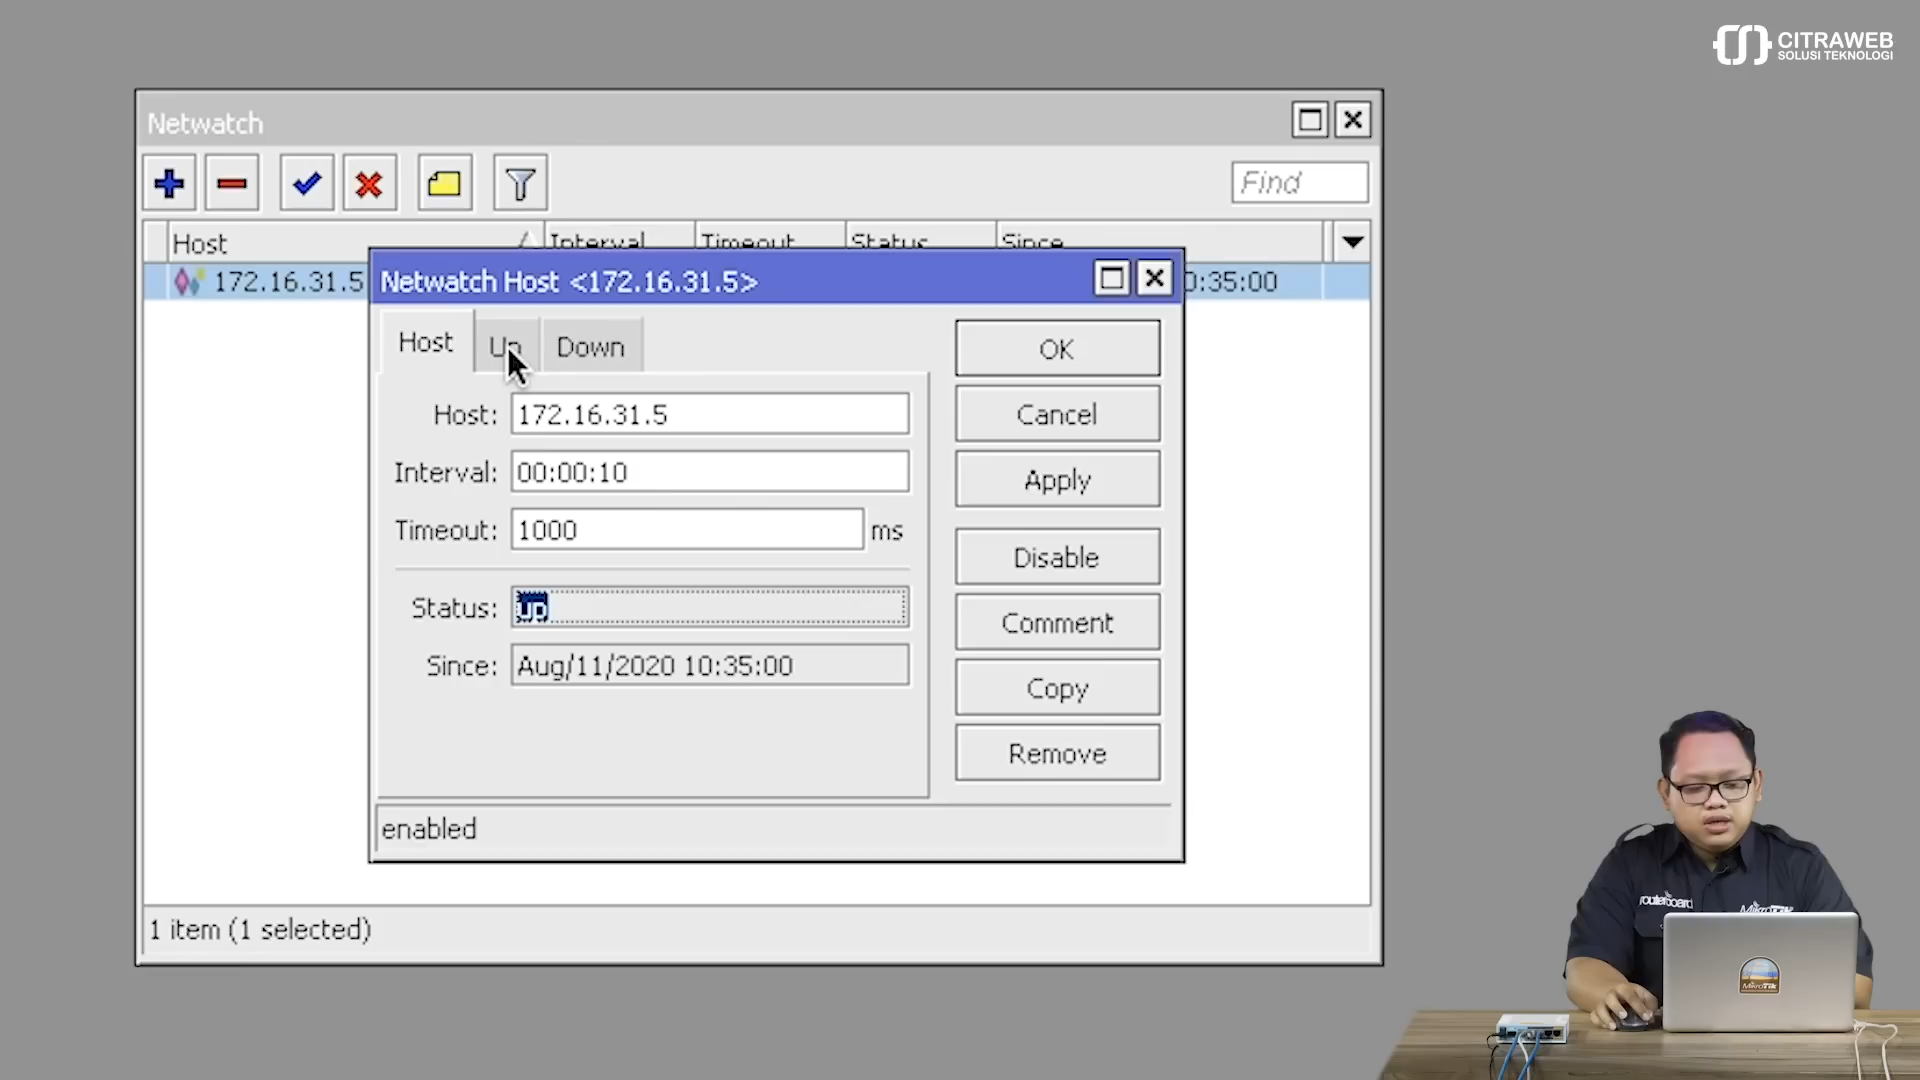 CITRAWEB
SOLUSI TEKNOLOGI
Netwatch
Find
Host Interval Timeout Status Since
172.16.31.5 0:35:00
Netwatch Host <172.16.31.5>
Host Up Down
Host: 172.16.31.5
Interval: 00:00:10
Timeout: 1000 ms
Status: up
Since: Aug/11/2020 10:35:00
OK
Cancel
Apply
Disable
Comment
Copy
Remove
enabled
1 item (1 selected)
routerboard
MikroTik
MikroTik